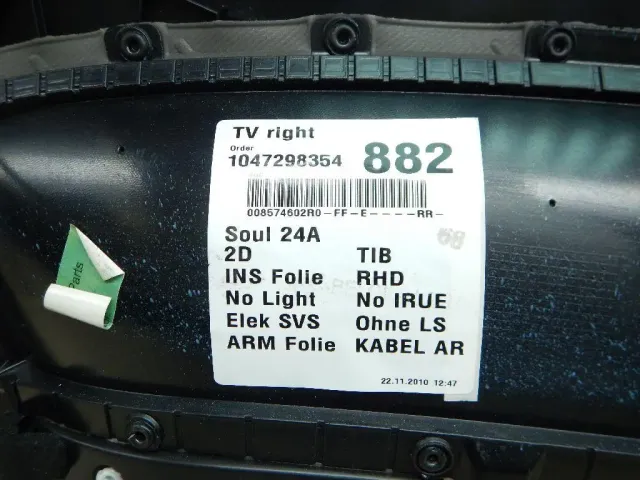 TV right
Order
1047298354 882
008574602R0-FF-E----RR-
Soul 24A
2D TIB
INS Folie RHD
No Light No IRUE
Elek SVS Ohne LS
ARM Folie KABEL AR
22.11.2010 12:47
Parts